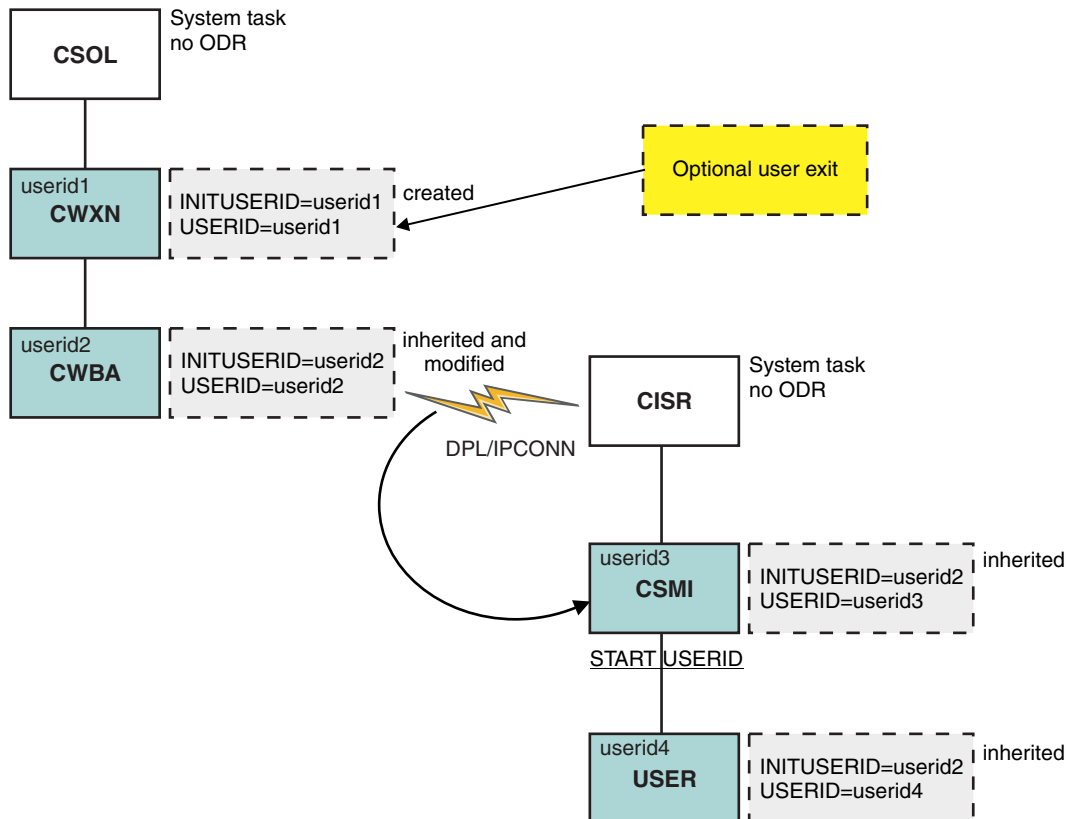 System task
no ODR
CSOL
userid1
CWXN
INITUSERID=userid1
USERID=userid1
created
Optional user exit
userid2
CWBA
INITUSERID=userid2
USERID=userid2
inherited and
modified
DPL/IPCONN
CISR
System task
no ODR
userid3
CSMI
INITUSERID=userid2
USERID=userid3
inherited
START USERID
userid4
USER
INITUSERID=userid2
USERID=userid4
inherited